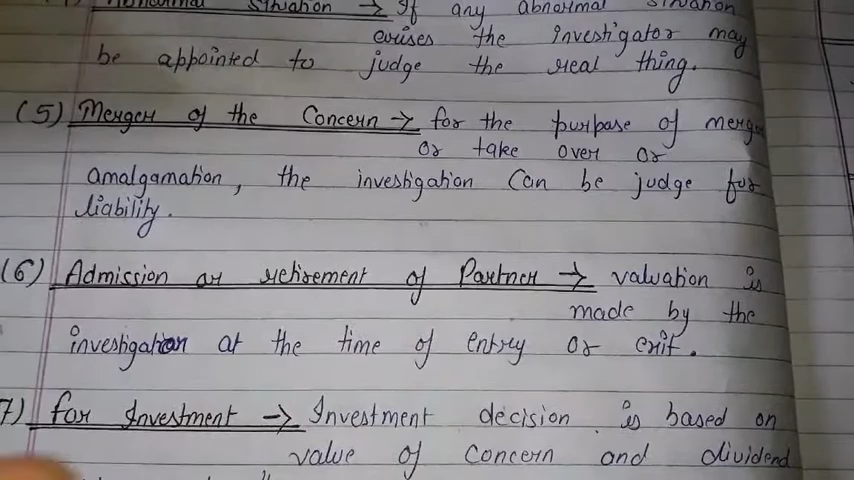 Abnormal situation → If any abnormal situation
arises the investigator may
be appointed to judge the real thing.
(5) Merger of the Concern → for the purpose of merger
or take over or
amalgamation, the investigation can be judge for
liability.
(6) Admission or retirement of Partner → valuation is
made by the
investigation at the time of entry or exit.
7) for Investment → Investment decision is based on
value of concern and dividend